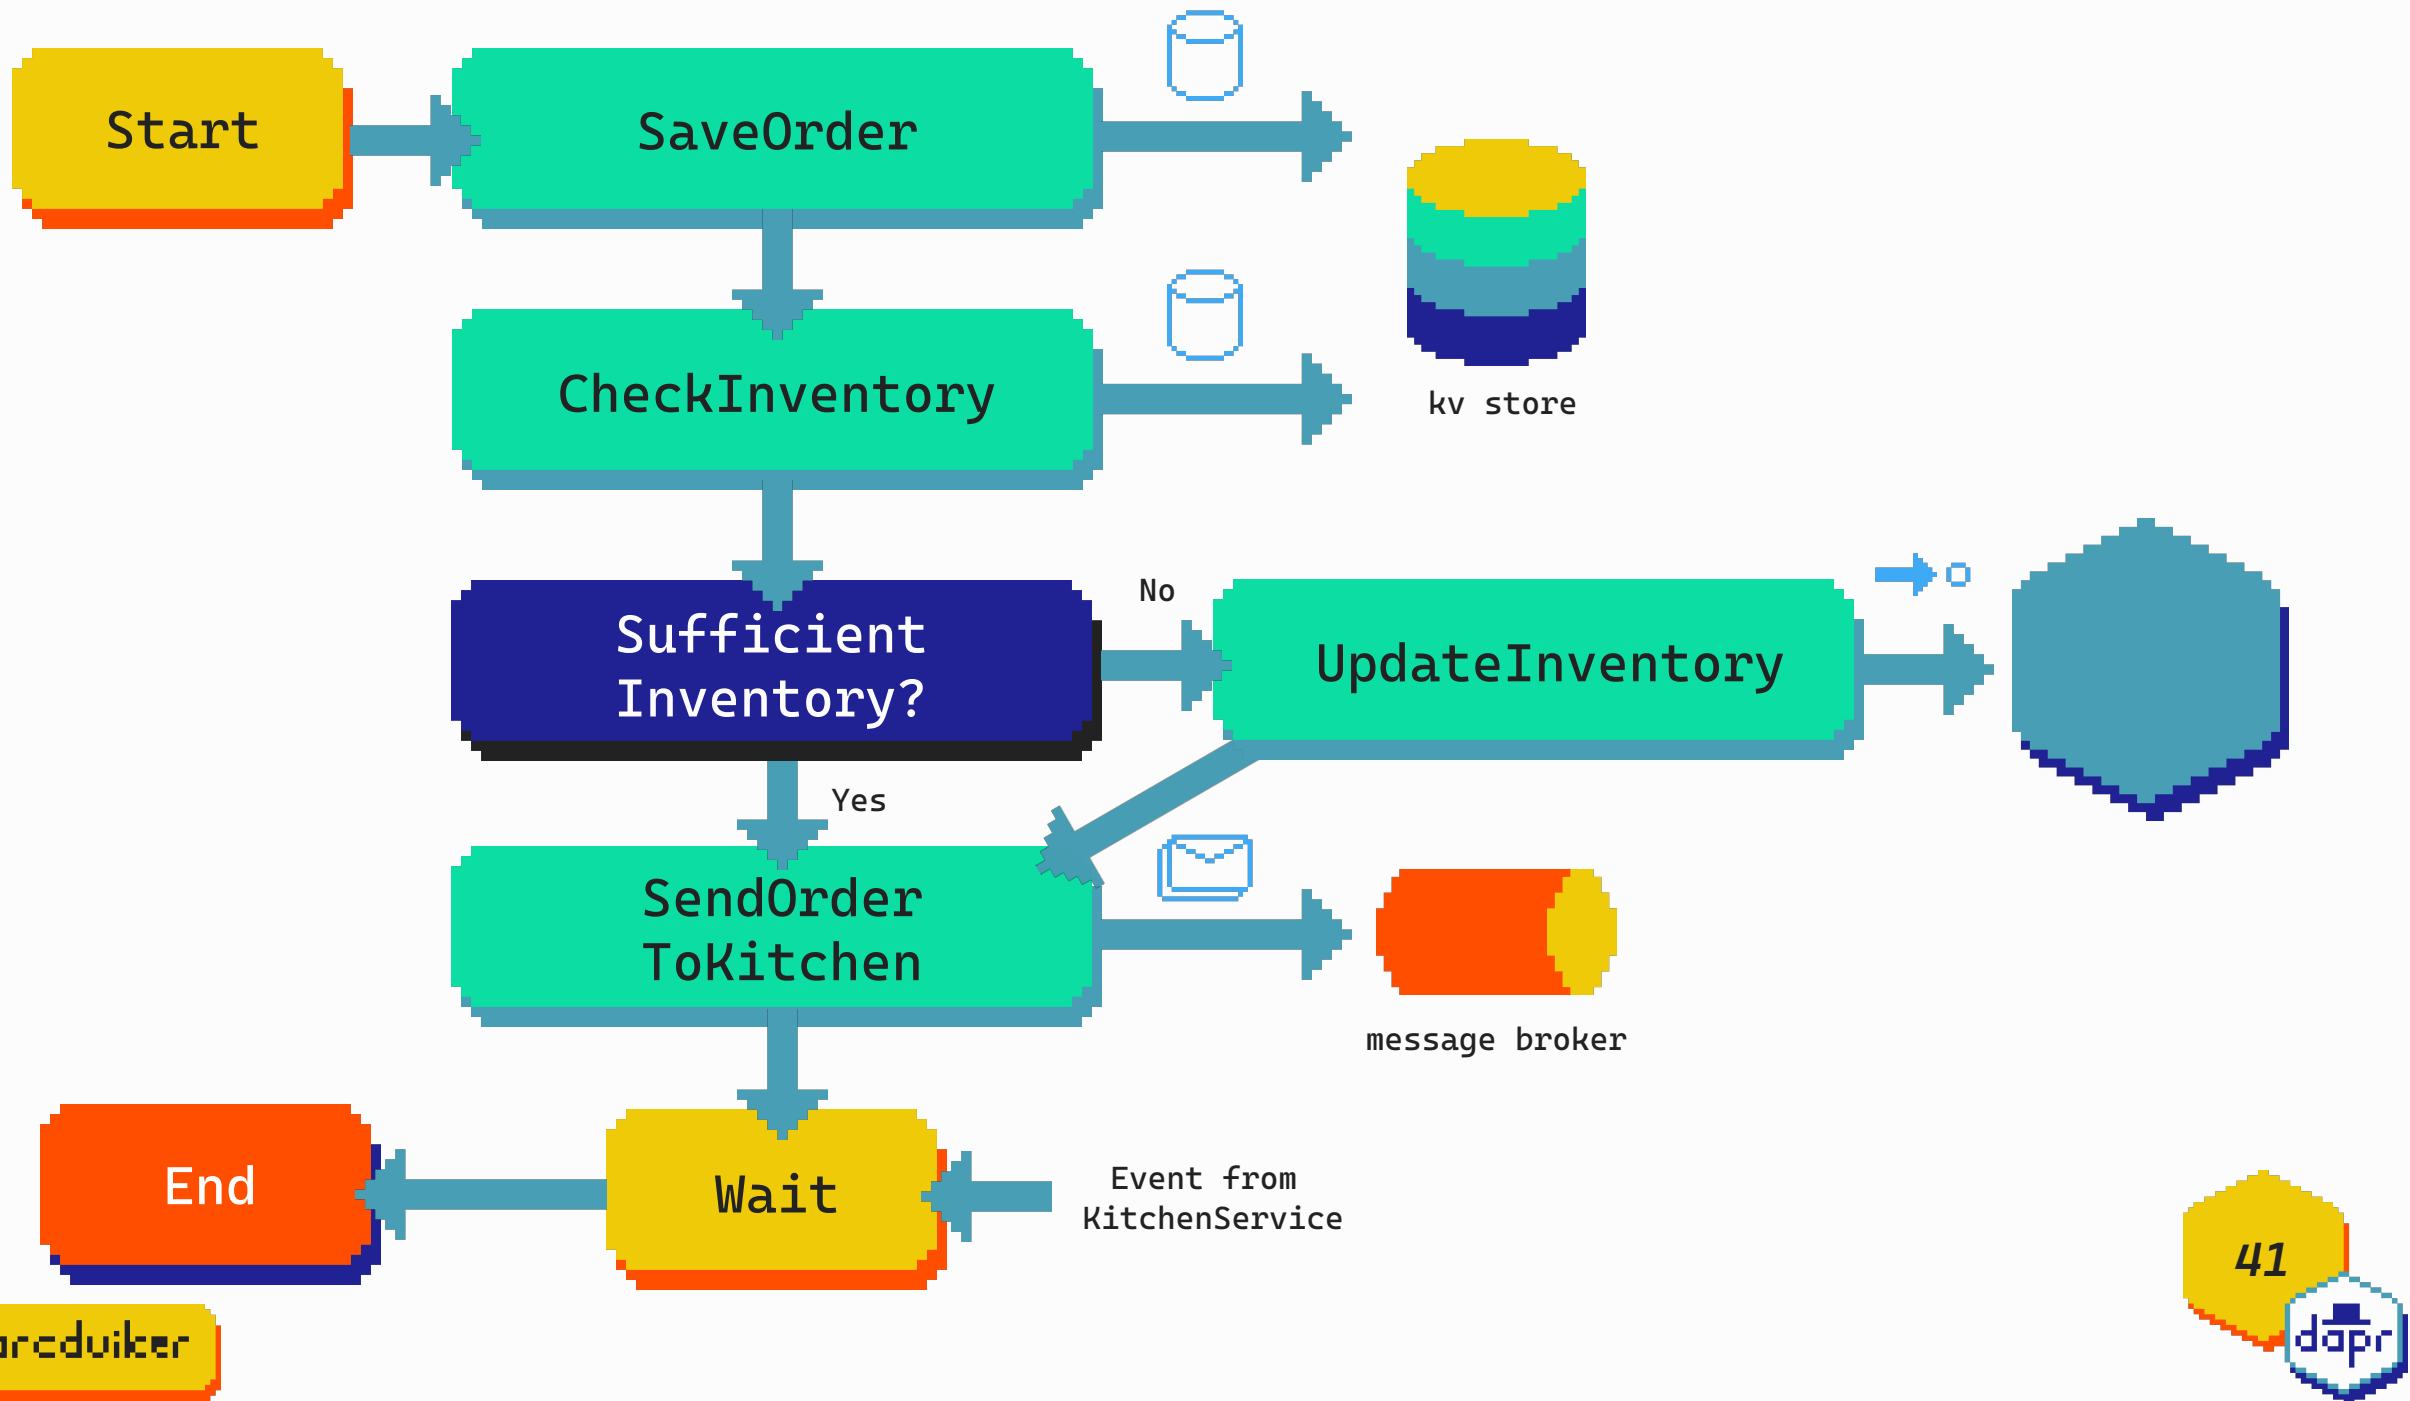 Start
SaveOrder
CheckInventory
kv store
No
Sufficient
Inventory?
UpdateInventory
Yes
SendOrder
ToKitchen
message broker
End
Wait
Event from
KitchenService
41
arcduiker
dapr